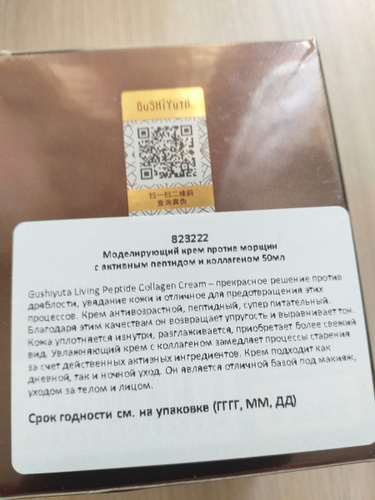 GUSHIYUTA
扫一扫二维码
查询真伪
823222
Моделирующий крем против морщин
с активным пептидом и коллагеном 50мл
Gushiyuta Living Peptide Collagen Cream – прекрасное решение против
дряблости, увядание кожи и отличное для предотвращения этих
процессов. Крем антивозрастной, пептидный, супер питательный.
Благодаря этим качествам он возвращает упругость и выравнивает тон.
Кожа уплотняется изнутри, разглаживается, приобретает более свежий
вид. Увлажняющий крем с коллагеном замедляет процессы старения
за счет действенных активных ингредиентов. Крем подходит как
дневной, так и ночной уход. Он является отличной базой под макияж,
уходом за телом и лицом.
Срок годности см. на упаковке (ГГГГ, ММ, ДД)